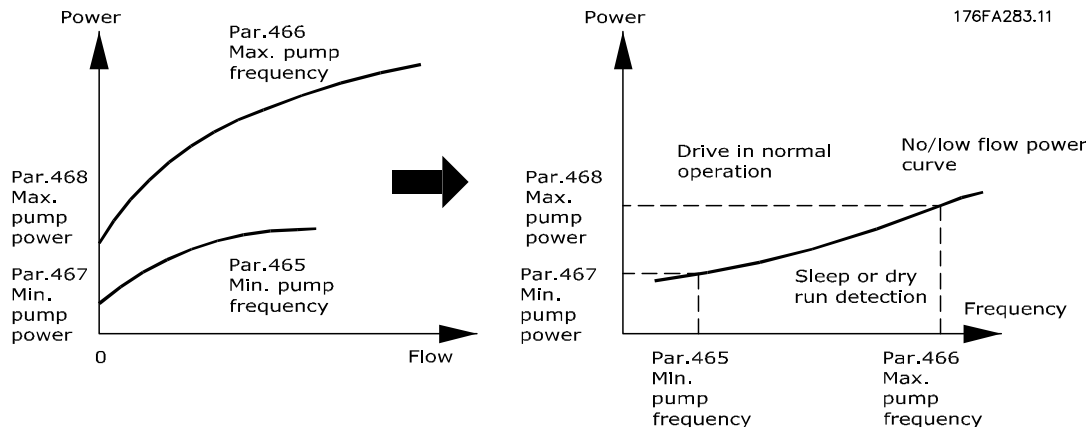 Power
Par.466
Max. pump
frequency
Par.468
Max.
pump
power
Par.467
Min.
pump
power
Par.465
Min. pump
frequency
0
Flow
Power
176FA283.11
Drive in normal
operation
No/low flow power
curve
Par.468
Max.
pump
power
Par.467
Min.
pump
power
Sleep or dry
run detection
Frequency
Par.465
Min.
pump
frequency
Par.466
Max.
pump
frequency